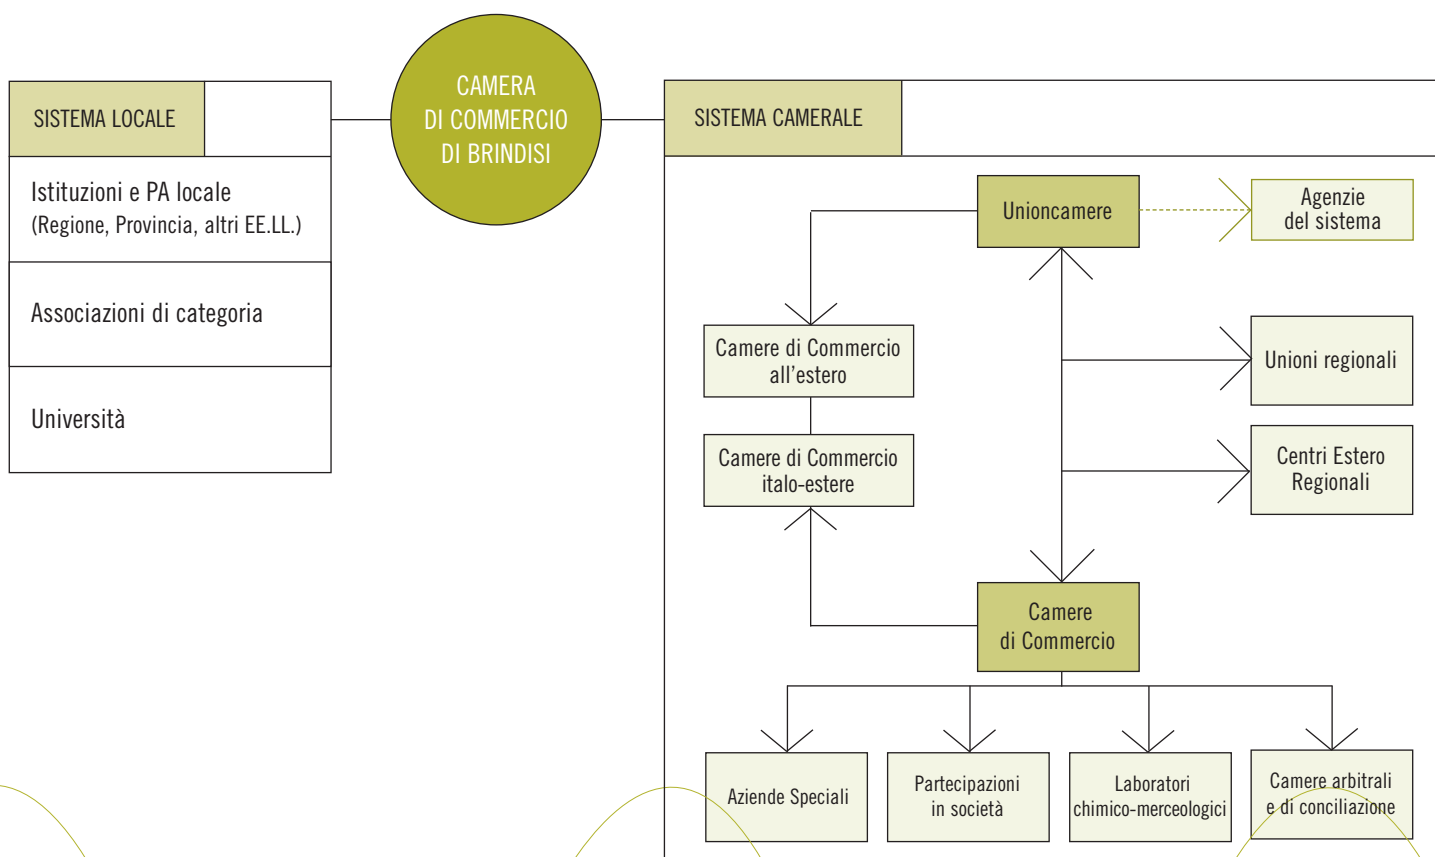 CAMERA
DI COMMERCIO
DI BRINDISI
SISTEMA LOCALE
Istituzioni e PA locale
(Regione, Provincia, altri EE.LL.)
Associazioni di categoria
Università
SISTEMA CAMERALE
Unioncamere
Agenzie
del sistema
Camere di Commercio
all'estero
Unioni regionali
Camere di Commercio
italo-estere
Centri Estero
Regionali
Camere
di Commercio
Aziende Speciali
Partecipazioni
in società
Laboratori
chimico-merceologici
Camere arbitrali
e di conciliazione